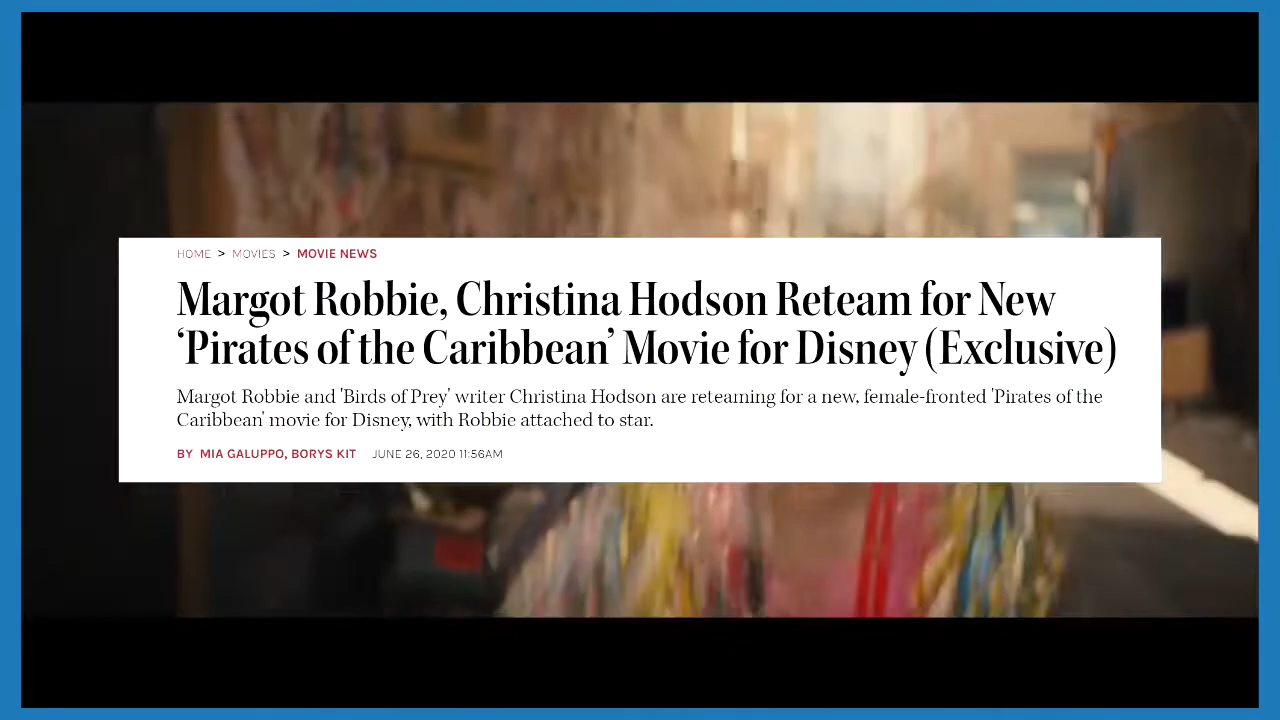 HOME > MOVIES > MOVIE NEWS
Margot Robbie, Christina Hodson Reteam for New
‘Pirates of the Caribbean’ Movie for Disney (Exclusive)
Margot Robbie and 'Birds of Prey' writer Christina Hodson are reteaming for a new, female-fronted 'Pirates of the
Caribbean' movie for Disney, with Robbie attached to star.
BY MIA GALUPPO, BORYS KIT JUNE 26, 2020 11:56AM